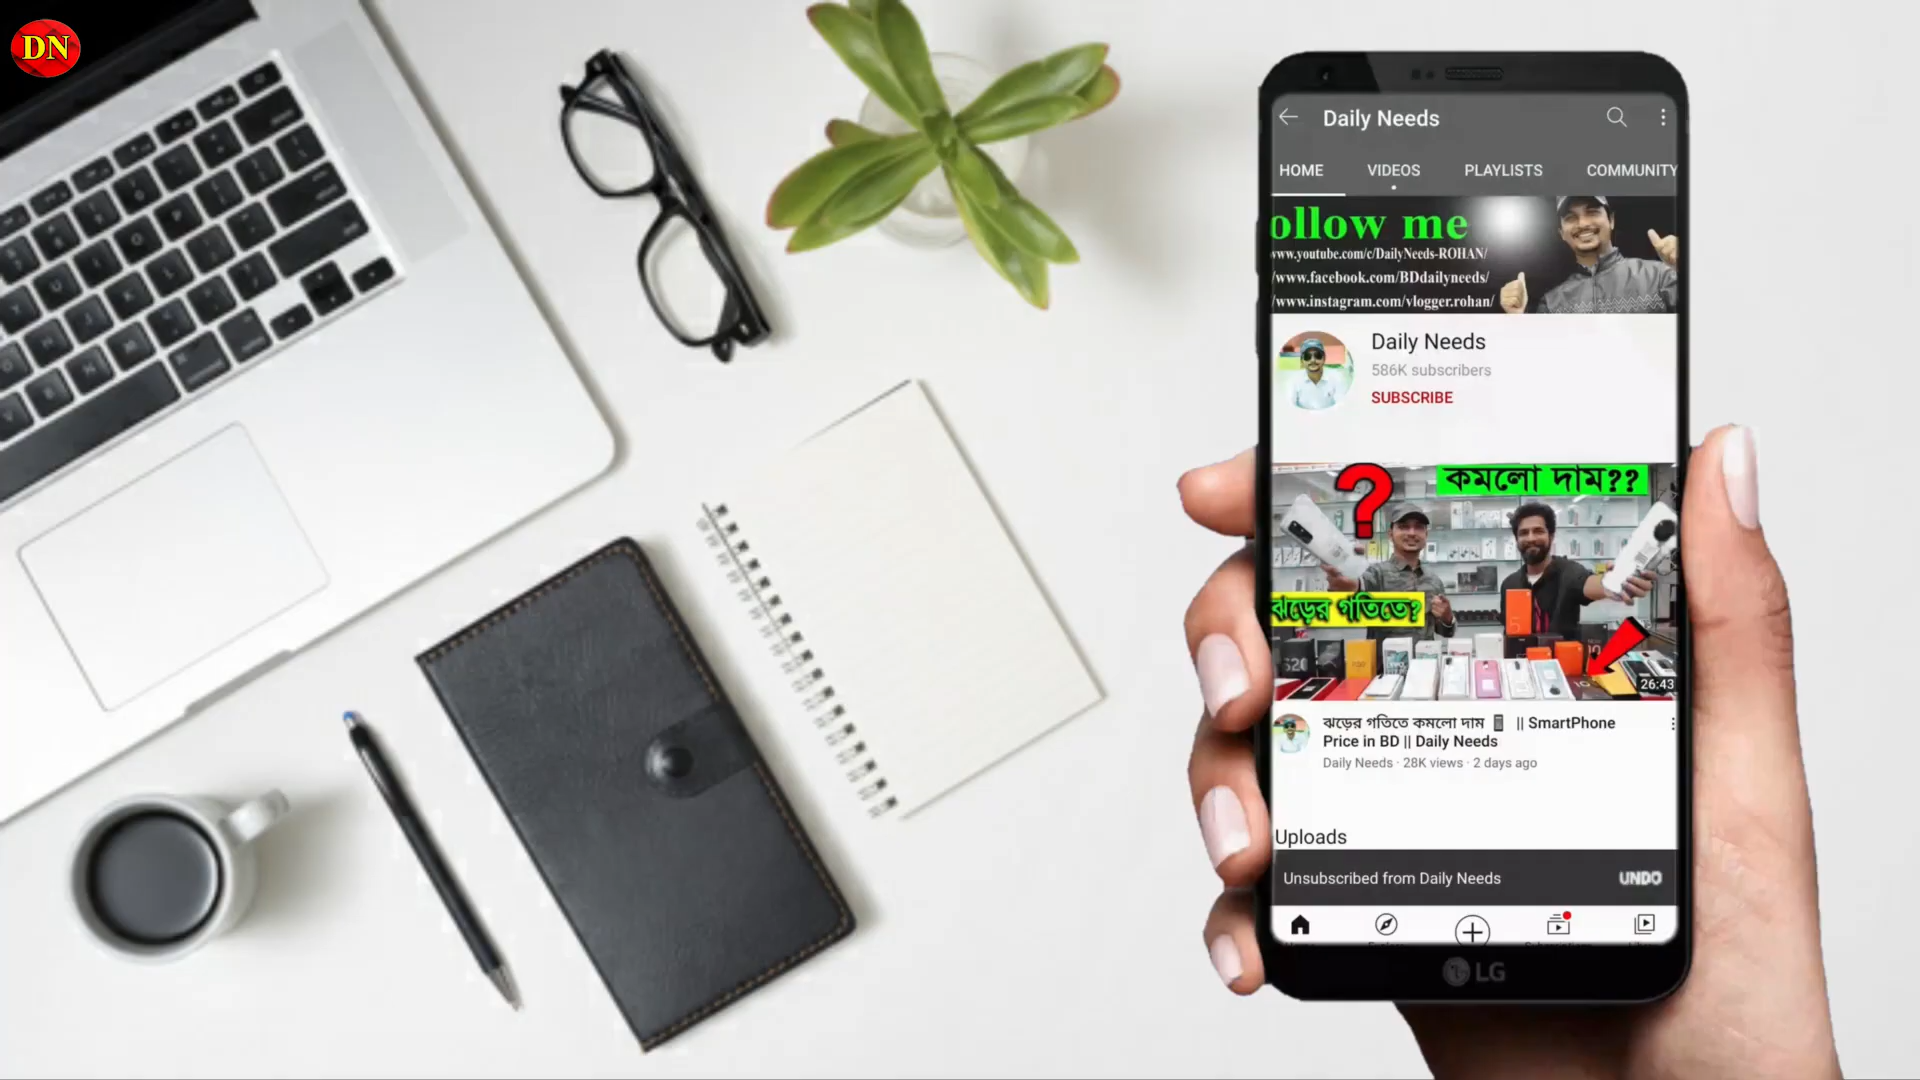 DN
Daily Needs
HOME VIDEOS PLAYLISTS COMMUNITY
ollow me
www.youtube.com/c/DailyNeeds-ROHAN/
/www.facebook.com/BDdailyneeds/
/www.instagram.com/vlogger.rohan/
Daily Needs
586K subscribers
SUBSCRIBE
?
কমলো দাম??
ঝড়ের গতিতে?
S20
26:43
ঝড়ের গতিতে কমলো দাম 📱 || SmartPhone
Price in BD || Daily Needs
Daily Needs · 28K views · 2 days ago
Uploads
Unsubscribed from Daily Needs UNDO
LG